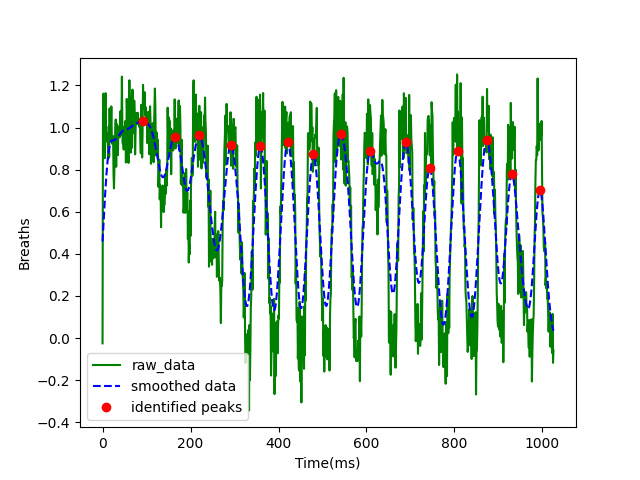 1.2
1.0
0.8
0.6
0.4
0.2
0.0
−0.2
−0.4
Breaths
raw_data
smoothed data
identified peaks
0 200 400 600 800 1000
Time(ms)